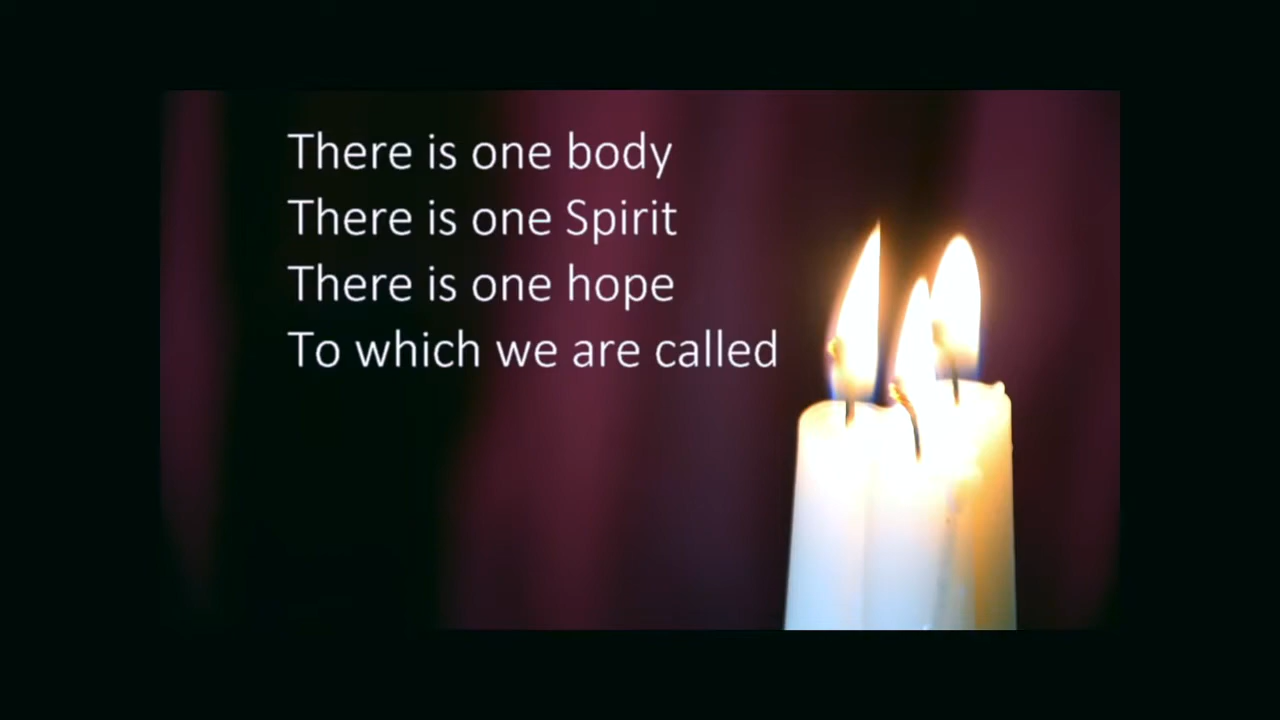 There is one body
There is one Spirit
There is one hope
To which we are called